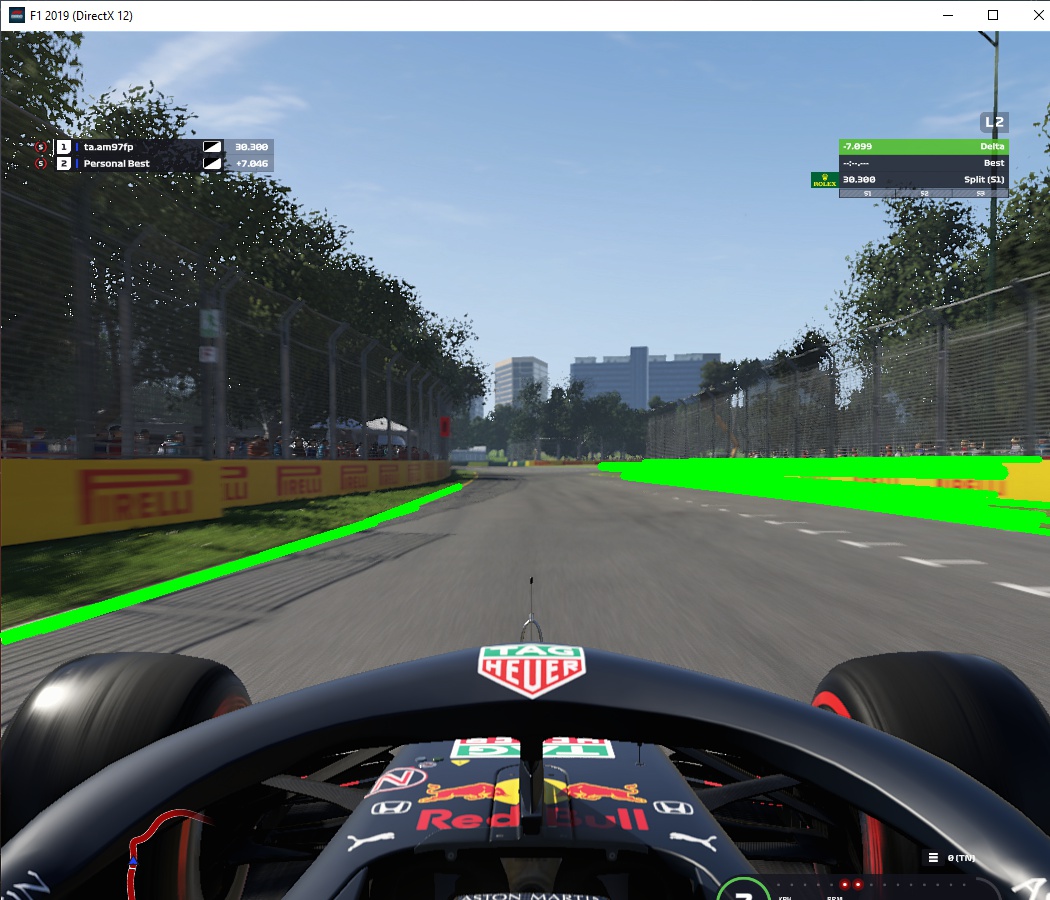 F1 2019 (DirectX 12)
L2
S 1 ta.am97fp 30.300
S 2 Personal Best +7.046
-7.099 Delta
--:--.--- Best
ROLEX 30.300 Split (S1)
S1 S2 S3
PIRELLI
PIRELLI
PIRELLI
PIRELLI
TAG
HEUER
TAG
Red Bull
0 (TM)
7
ASTON MARTIN